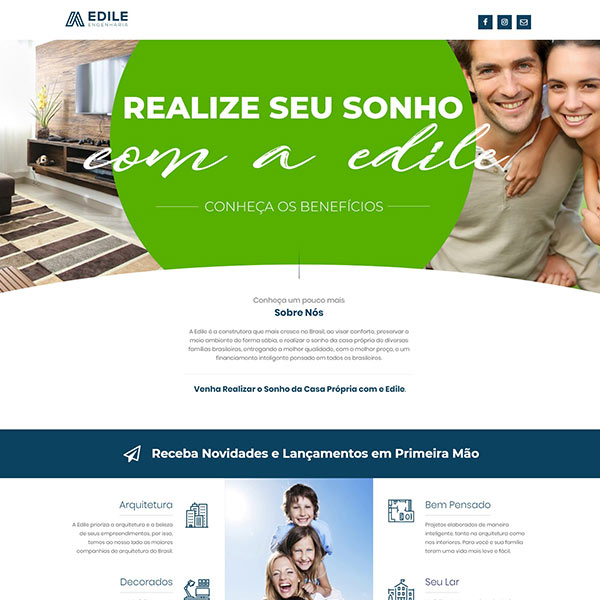 EDILE
ENGENHARIA
REALIZE SEU SONHO
com a edile
CONHEÇA OS BENEFÍCIOS
Conheça um pouco mais
Sobre Nós
A Edile é a construtora que mais cresce no Brasil, ao visar conforto, preservar o
meio ambiente de forma sábia, e realizar o sonho da casa própria de diversas
famílias brasileiras, entregando a melhor qualidade, com o melhor preço, e um
financiamento inteligente pensado em todos os brasileiros.
Venha Realizar o Sonho da Casa Própria com e Edile.
Receba Novidades e Lançamentos em Primeira Mão
Arquitetura
A Edile prioriza a arquitetura e a beleza
de seus empreendimentos, por isso,
temos ao nosso lado as maiores
companhias de arquitetura do Brasil.
Bem Pensado
Projetos elaborados de maneira
inteligente, tanto na arquitetura como
nos interiores. Para você e sua família
terem uma vida mais leve e fácil.
Decorados
Seu Lar